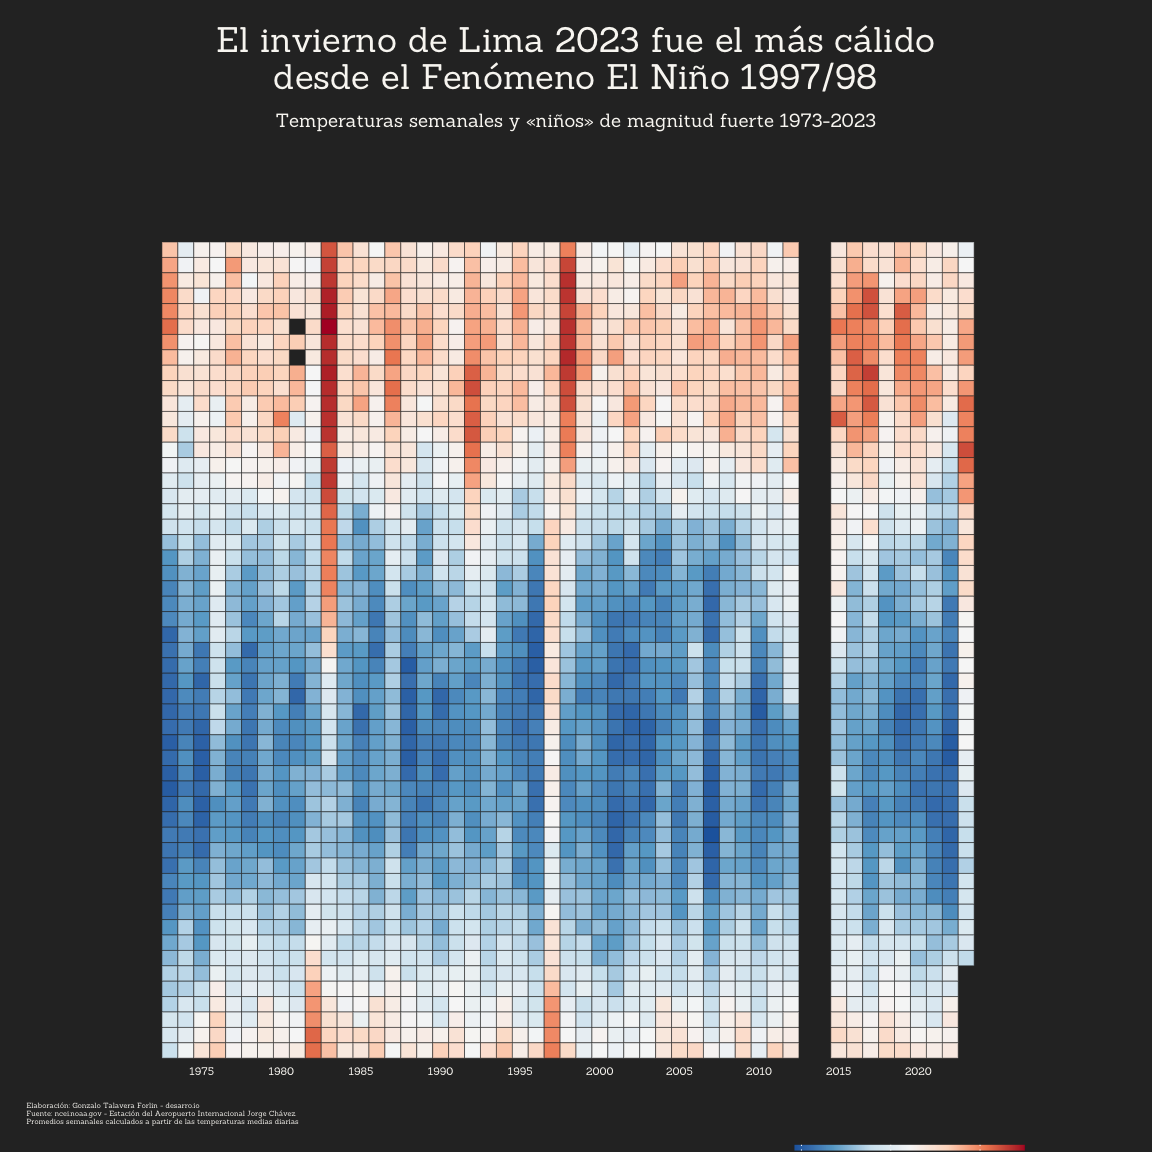 El invierno de Lima 2023 fue el más cálido
desde el Fenómeno El Niño 1997/98
Temperaturas semanales y «niños» de magnitud fuerte 1973-2023
1975 1980 1985 1990 1995 2000 2005 2010 2015 2020
Elaboración: Gonzalo Talavera Forlin - desarro.io
Fuente: ncei.noaa.gov - Estación del Aeropuerto Internacional Jorge Chávez
Promedios semanales calculados a partir de las temperaturas medias diarias